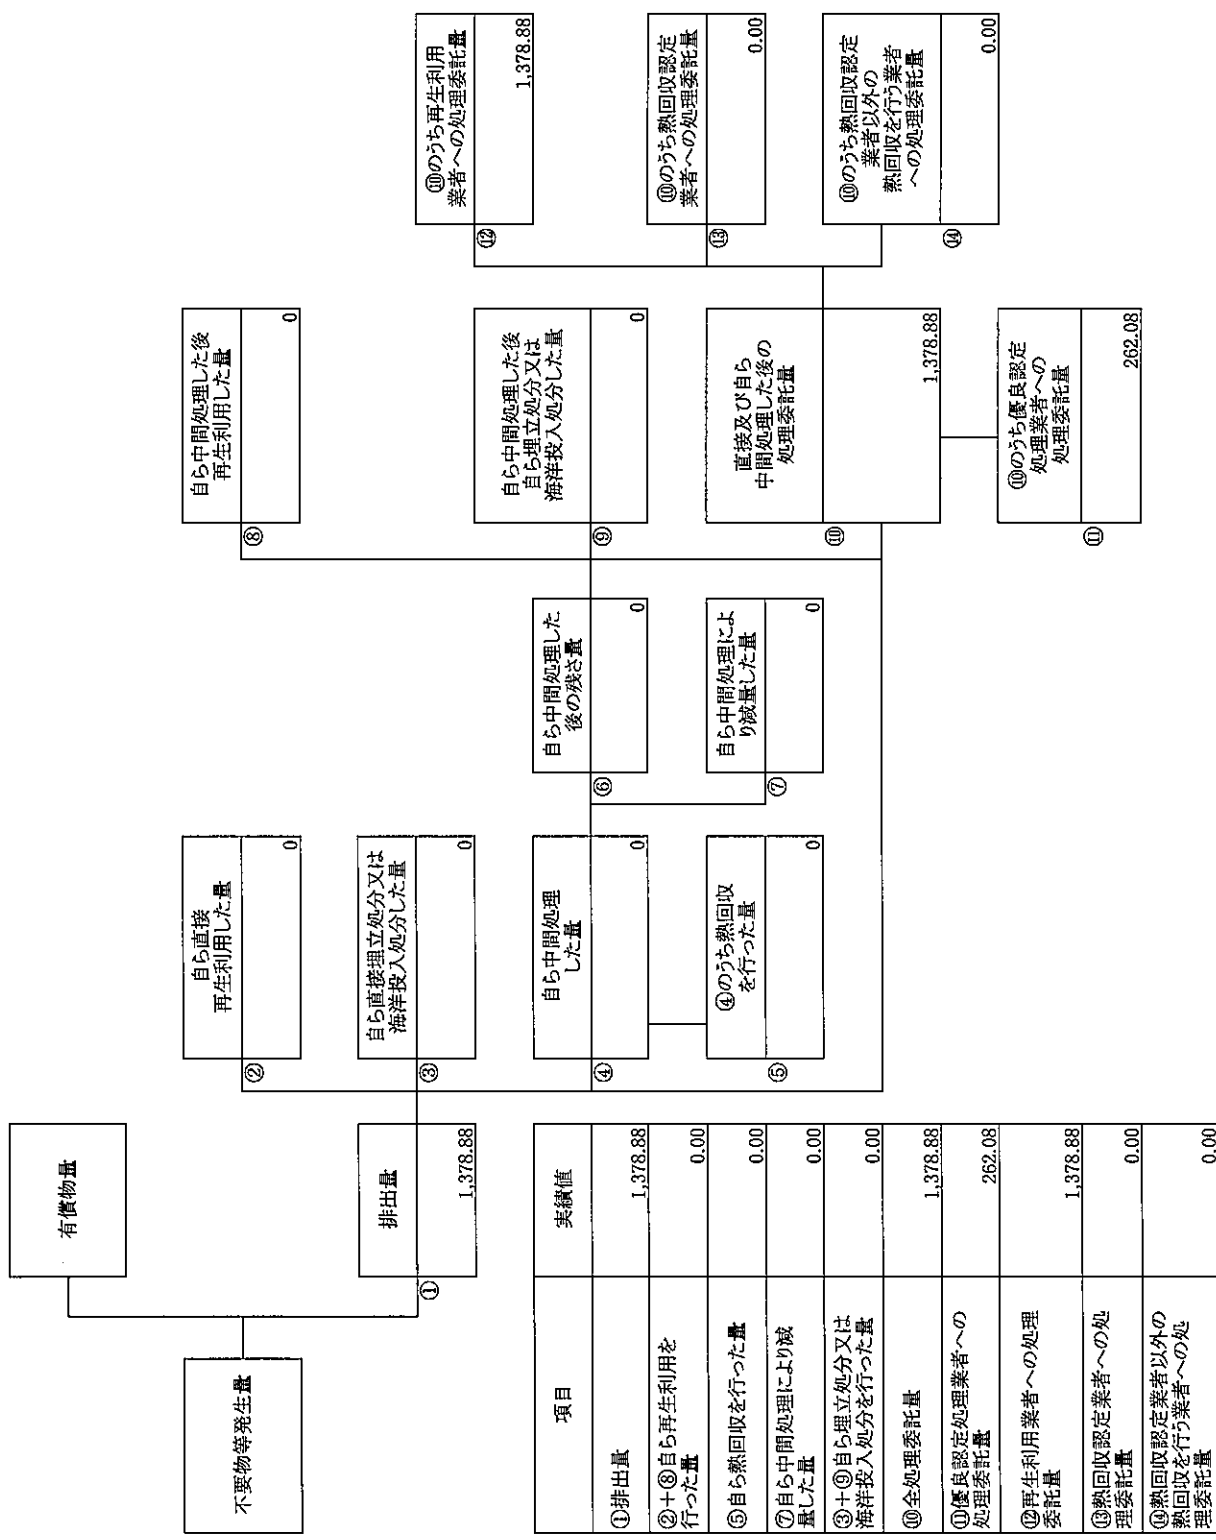 不要物等発生量
有償物量
①
排出量
1,378.88
②
自ら直接
再生利用した量
0
③
自ら直接埋立処分又は
海洋投入処分した量
0
④
自ら中間処理
した量
0
⑤
④のうち熱回収
を行った量
0
⑥
自ら中間処理した
後の残さ量
0
⑦
自ら中間処理によ
り減量した量
0
⑧
自ら中間処理した後
再生利用した量
0
⑨
自ら中間処理した後
自ら埋立処分又は
海洋投入処分した量
0
⑩
直接及び自ら
中間処理した後の
処理委託量
1,378.88
⑪
⑩のうち優良認定
処理業者への
処理委託量
262.08
⑫
⑩のうち再生利用
業者への処理委託量
1,378.88
⑬
⑩のうち熱回収認定
業者への処理委託量
0.00
⑭
⑩のうち熱回収認定
業者以外の
熱回収を行う業者
への処理委託量
0.00
項目
実績値
①排出量
1,378.88
②+⑧自ら再生利用を
行った量
0.00
⑤自ら熱回収を行った量
0.00
⑦自ら中間処理により減
量した量
0.00
③+⑨自ら埋立処分又は
海洋投入処分を行った量
0.00
⑩全処理委託量
1,378.88
⑪優良認定処理業者への
処理委託量
262.08
⑫再生利用業者への処理
委託量
1,378.88
⑬熱回収認定業者への処
理委託量
0.00
⑭熱回収認定業者以外の
熱回収を行う業者への処
理委託量
0.00